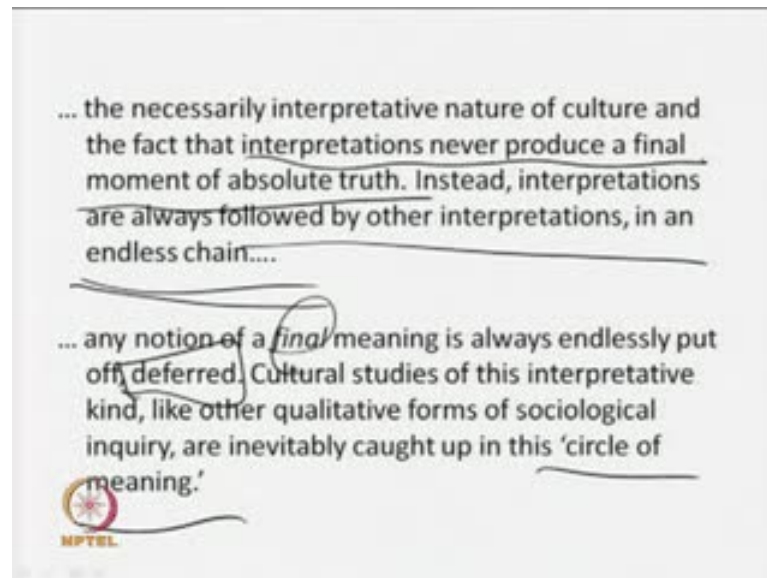 ... the necessarily interpretative nature of culture and
the fact that interpretations never produce a final
moment of absolute truth. Instead, interpretations
are always followed by other interpretations, in an
endless chain....
... any notion of a final meaning is always endlessly put
off, deferred. Cultural studies of this interpretative
kind, like other qualitative forms of sociological
inquiry, are inevitably caught up in this ‘circle of
meaning.’
NPTEL